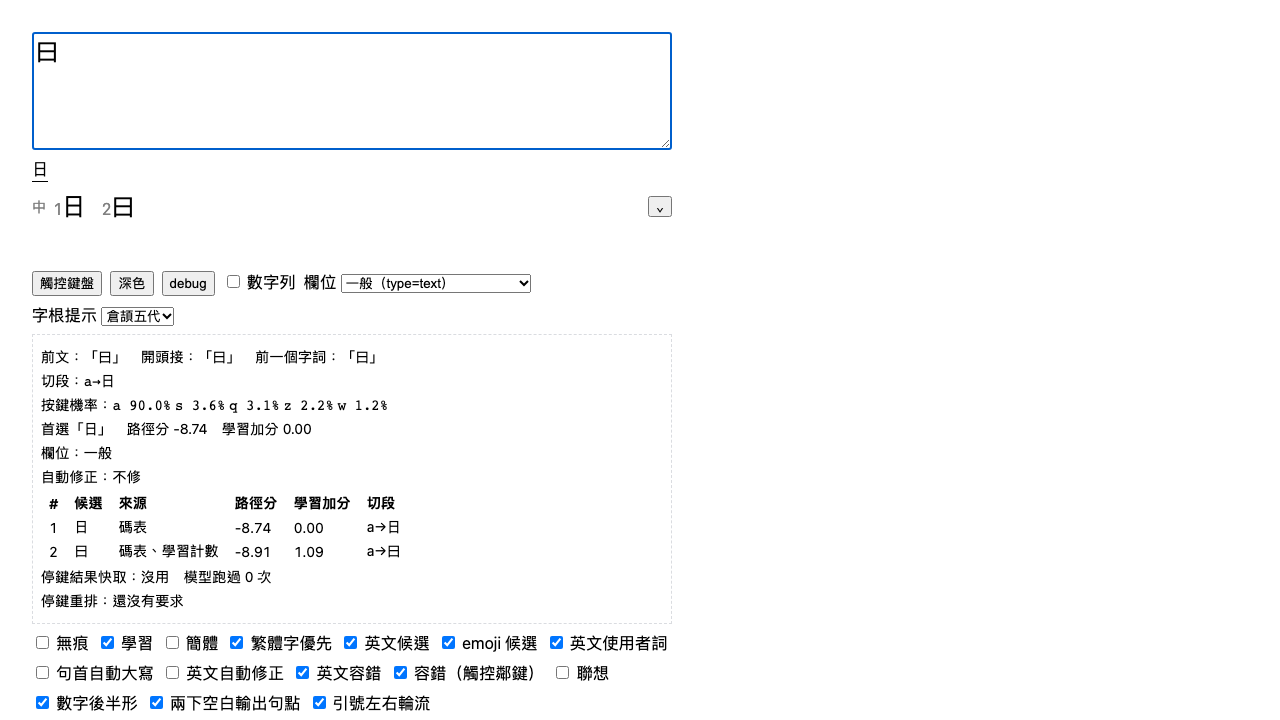 曰
日
中 1日 2曰
⌄
觸控鍵盤 深色 debug 數字列 欄位 一般（type=text）
字根提示 倉頡五代
前文：「曰」 開頭接：「曰」 前一個字詞：「曰」
切段：a→日
按鍵機率：a 90.0% s 3.6% q 3.1% z 2.2% w 1.2%
首選「日」 路徑分 -8.74 學習加分 0.00
欄位：一般
自動修正：不修
# 候選 來源 路徑分 學習加分 切段
1 日 碼表 -8.74 0.00 a→日
2 曰 碼表、學習計數 -8.91 1.09 a→曰
停鍵結果快取：沒用 模型跑過 0 次
停鍵重排：還沒有要求
無痕 學習 簡體 繁體字優先 英文候選 emoji 候選 英文使用者詞
句首自動大寫 英文自動修正 英文容錯 容錯（觸控鄰鍵） 聯想
數字後半形 兩下空白輸出句點 引號左右輪流